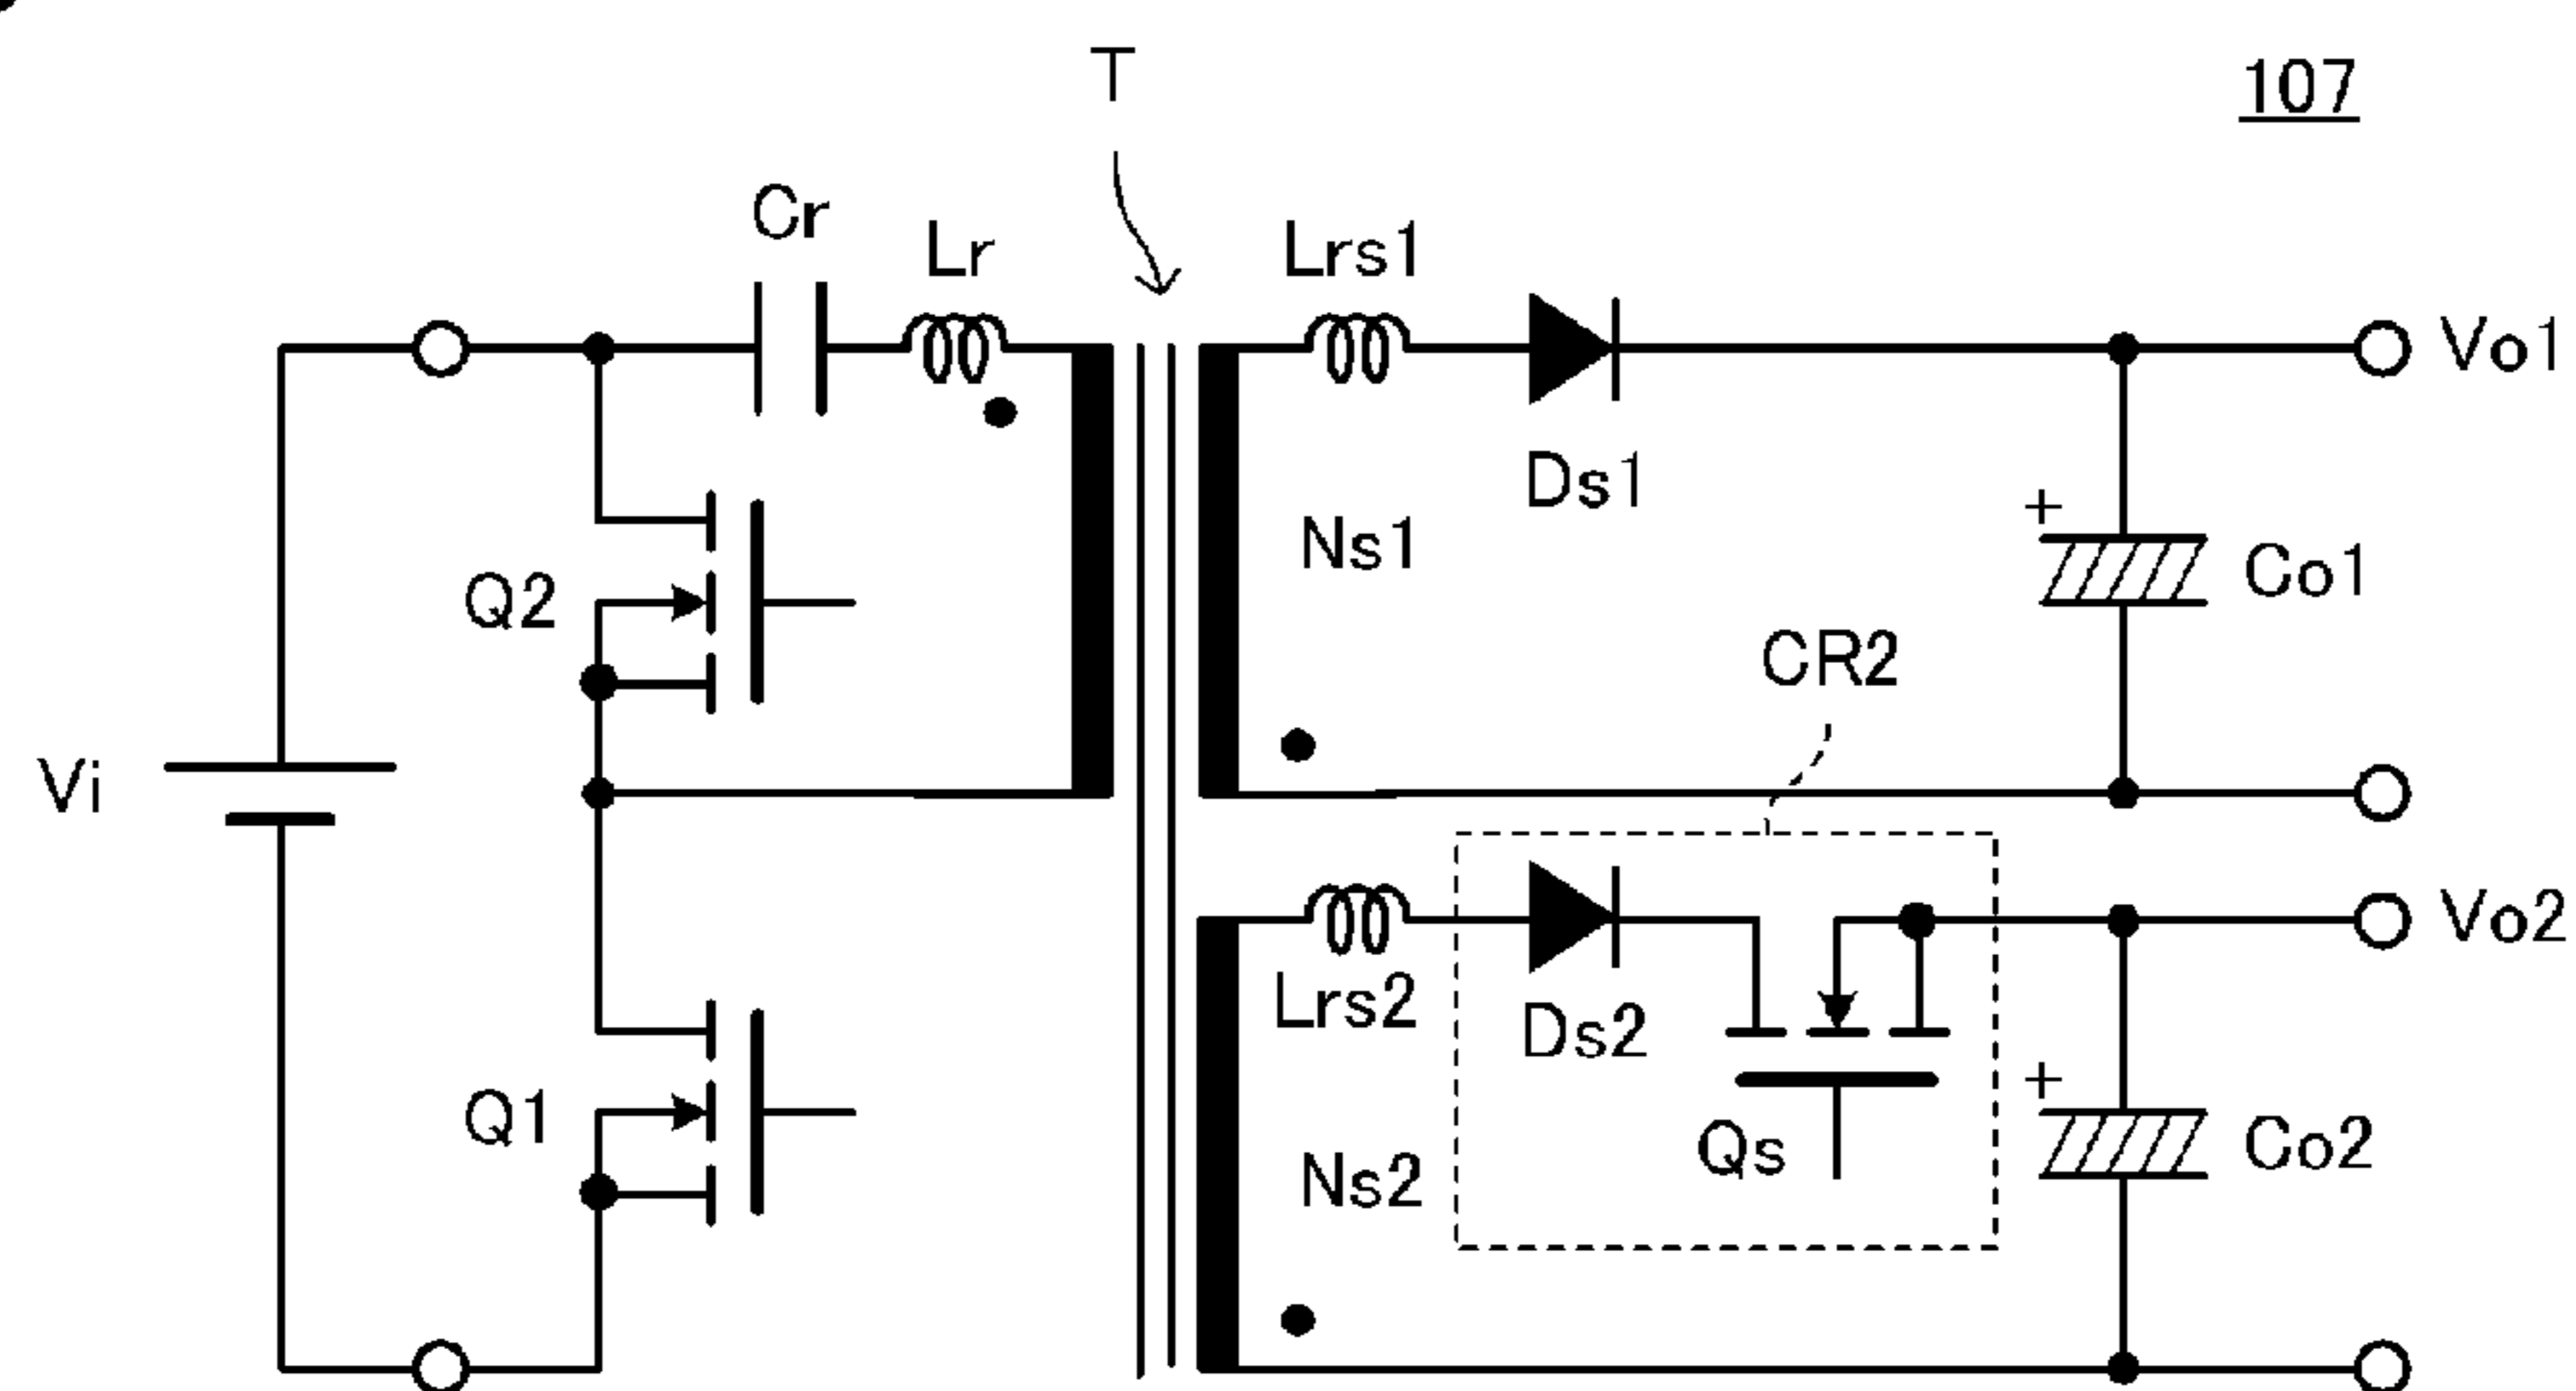 T
107
Cr
Lr
Lrs1
Vo1
Ds1
Ns1
+
Co1
Q2
CR2
Vi
Vo2
Lrs2
Ds2
Q1
+
Qs
Co2
Ns2